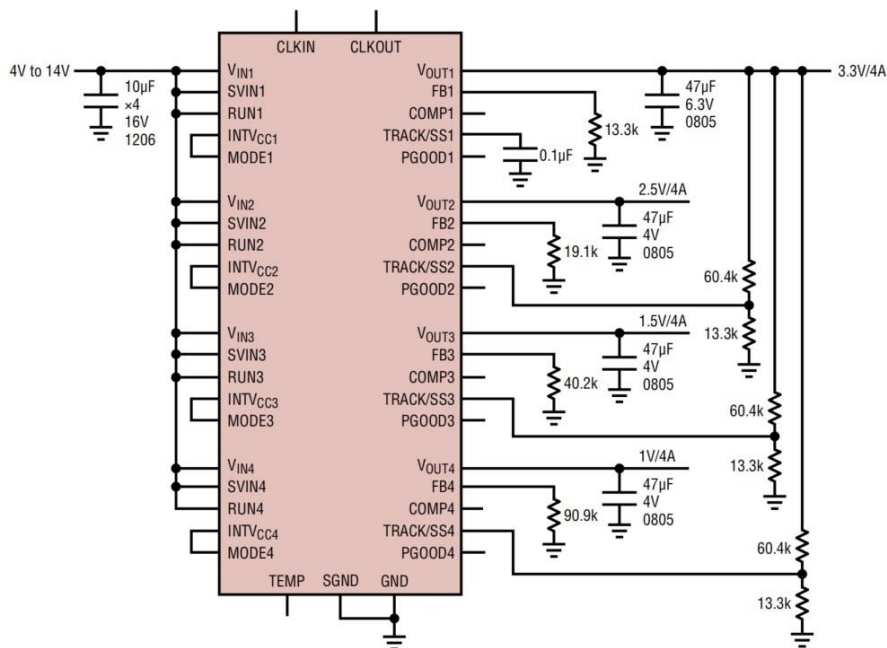 CLKIN
CLKOUT
4V to 14V
10µF
×4
16V
1206
VIN1
SVIN1
RUN1
INTVCC1
MODE1
VOUT1
FB1
COMP1
TRACK/SS1
PGOOD1
13.3k
0.1µF
47µF
6.3V
0805
3.3V/4A
VIN2
SVIN2
RUN2
INTVCC2
MODE2
VOUT2
FB2
COMP2
TRACK/SS2
PGOOD2
2.5V/4A
19.1k
47µF
4V
0805
60.4k
13.3k
VIN3
SVIN3
RUN3
INTVCC3
MODE3
VOUT3
FB3
COMP3
TRACK/SS3
PGOOD3
1.5V/4A
40.2k
47µF
4V
0805
60.4k
13.3k
VIN4
SVIN4
RUN4
INTVCC4
MODE4
VOUT4
FB4
COMP4
TRACK/SS4
PGOOD4
1V/4A
90.9k
47µF
4V
0805
60.4k
13.3k
TEMP
SGND
GND